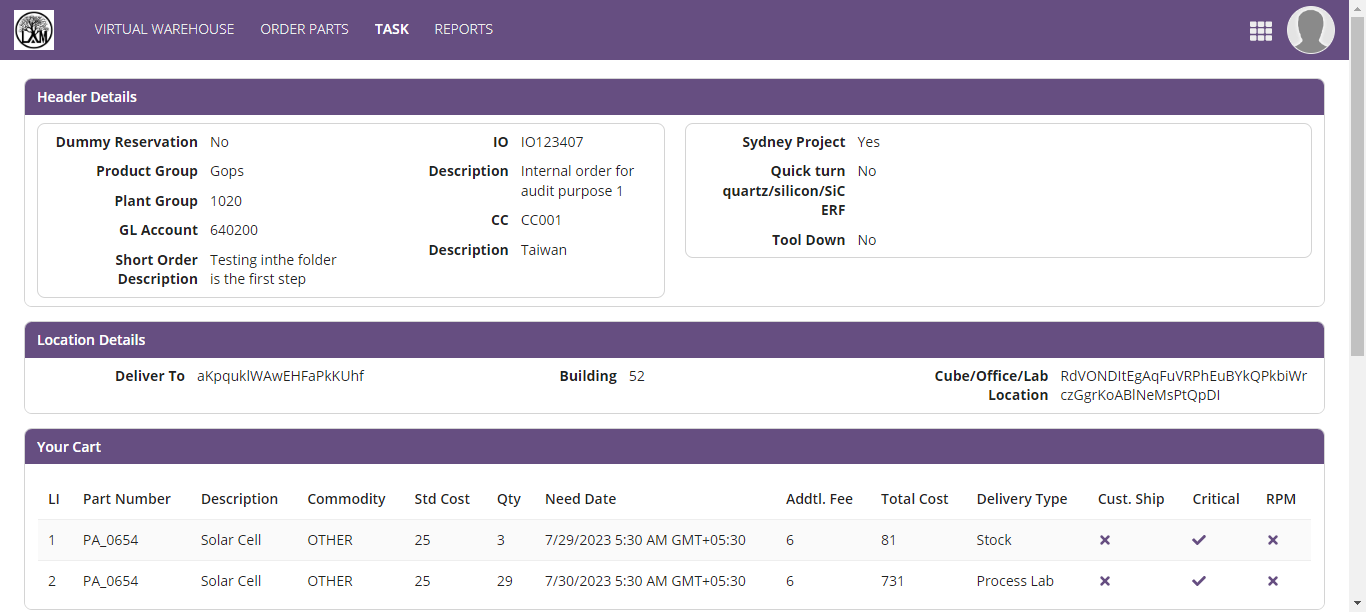 LXM
VIRTUAL WAREHOUSE ORDER PARTS TASK REPORTS
Header Details
Dummy Reservation No
Product Group Gops
Plant Group 1020
GL Account 640200
Short Order Description Testing inthe folder
is the first step
IO IO123407
Description Internal order for
audit purpose 1
CC CC001
Description Taiwan
Sydney Project Yes
Quick turn No
quartz/silicon/SiC
ERF
Tool Down No
Location Details
Deliver To aKpquklWAwEHFaPkKUhf
Building 52
Cube/Office/Lab RdVONDItEgAqFuVRPhEuBYkQPkbiWr
Location czGgrKoABlNeMsPtQpDI
Your Cart
LI Part Number Description Commodity Std Cost Qty Need Date Addtl. Fee Total Cost Delivery Type Cust. Ship Critical RPM
1 PA_0654 Solar Cell OTHER 25 3 7/29/2023 5:30 AM GMT+05:30 6 81 Stock
2 PA_0654 Solar Cell OTHER 25 29 7/30/2023 5:30 AM GMT+05:30 6 731 Process Lab